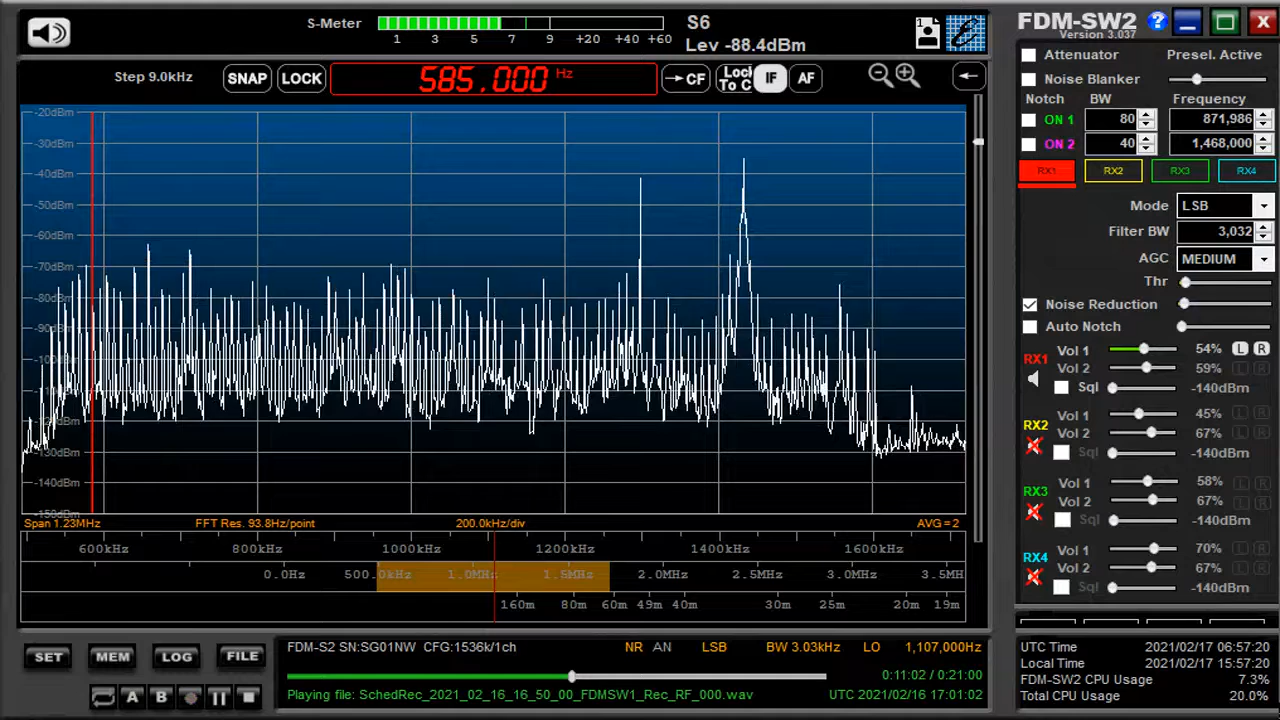 S-Meter
1 3 5 7 9 +20 +40 +60
S6
Lev -88.4dBm
1
FDM-SW2
Version 3.037
?
X
Step 9.0kHz
SNAP
LOCK
585.000 Hz
→CF
Lock
To C
IF
AF
-20dBm
-30dBm
-40dBm
-50dBm
-60dBm
-70dBm
-80dBm
-90dBm
-100dBm
-110dBm
-120dBm
-130dBm
-140dBm
-150dBm
Span 1.23MHz
FFT Res. 93.8Hz/point
200.0kHz/div
AVG = 2
600kHz 800kHz 1000kHz 1200kHz 1400kHz 1600kHz
0.0Hz 500.0kHz 1.0MHz 1.5MHz 2.0MHz 2.5MHz 3.0MHz 3.5MH
160m 80m 60m 49m 40m 30m 25m 20m 19m
Attenuator Presel. Active
Noise Blanker
Notch BW Frequency
ON 1 80 871,986
ON 2 40 1,468,000
RX1 RX2 RX3 RX4
Mode LSB
Filter BW 3,032
AGC MEDIUM
Thr
Noise Reduction
Auto Notch
RX1
Vol 1 54% L R
Vol 2 59% L R
Sql -140dBm
RX2
Vol 1 45% L R
Vol 2 67% L R
Sql -140dBm
RX3
Vol 1 58% L R
Vol 2 67% L R
Sql -140dBm
RX4
Vol 1 70% L R
Vol 2 67% L R
Sql -140dBm
SET MEM LOG FILE
A B
FDM-S2 SN:SG01NW CFG:1536k/1ch
NR AN LSB BW 3.03kHz LO 1,107,000Hz
0:11:02 / 0:21:00
Playing file: SchedRec_2021_02_16_16_50_00_FDMSW1_Rec_RF_000.wav
UTC 2021/02/16 17:01:02
UTC Time 2021/02/17 06:57:20
Local Time 2021/02/17 15:57:20
FDM-SW2 CPU Usage 7.3%
Total CPU Usage 20.0%